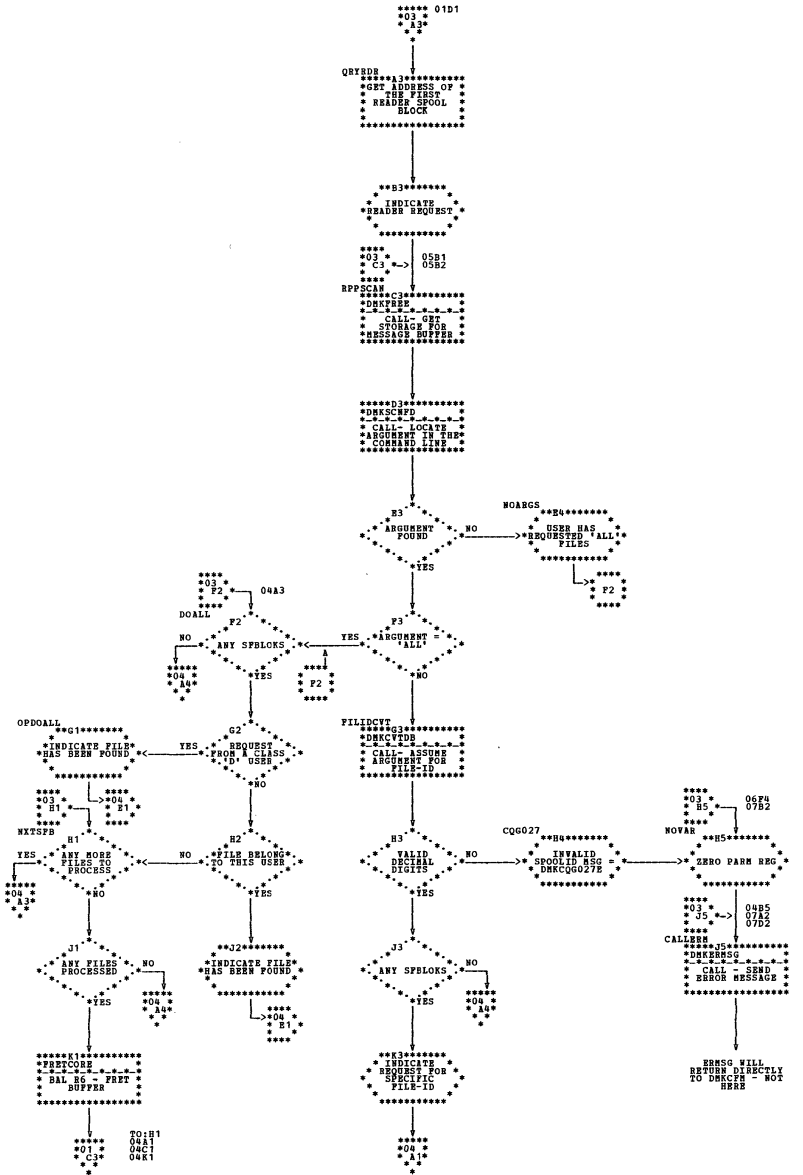 03
A3
01D1
QRYRDR
A3
GET ADDRESS OF
THE FIRST
READER SPOOL
BLOCK
B3
INDICATE
READER REQUEST
03
C3
05B1
05B2
RPPSCAN
C3
DMKFREE
CALL- GET
STORAGE FOR
MESSAGE BUFFER
D3
DMKSCNFD
CALL- LOCATE
ARGUMENT IN THE
COMMAND LINE
E3
ARGUMENT
FOUND
NO
YES
NOARGS
E4
USER HAS
REQUESTED 'ALL'
FILES
F2
03
F2
04A3
DOALL
F2
ANY SFBLOKS
NO
YES
04
A4
F3
ARGUMENT =
'ALL'
YES
NO
A
F2
OPDOALL
G1
INDICATE FILE
HAS BEEN FOUND
04
E1
G2
REQUEST
FROM A CLASS
'D' USER
YES
NO
FILIDCVT
G3
DMKCVTDB
CALL- ASSUME
ARGUMENT FOR
FILE-ID
03
H1
NXTSFB
H1
ANY MORE
FILES TO
PROCESS
YES
NO
04
A3
H2
FILE BELONG
TO THIS USER
NO
YES
H3
VALID
DECIMAL
DIGITS
NO
YES
CQG027
H4
INVALID
SPOOLID MSG =
DMKCQG027E
03
H5
06F4
07B2
NOVAR
H5
ZERO PARM REG
03
J5
04B5
07A2
07D2
CALLERM
J5
DMKERMSG
CALL - SEND
ERROR MESSAGE
J1
ANY FILES
PROCESSED
NO
YES
04
A4
J2
INDICATE FILE
HAS BEEN FOUND
04
E1
J3
ANY SFBLOKS
NO
YES
04
A4
K1
FRETCORE
BAL R6 - FRET
BUFFER
K3
INDICATE
REQUEST FOR
SPECIFIC
FILE-ID
ERMSG WILL
RETURN DIRECTLY
TO DMKCFM - NOT
HERE
01
C3
TO:H1
04A1
04C1
04K1
04
A1